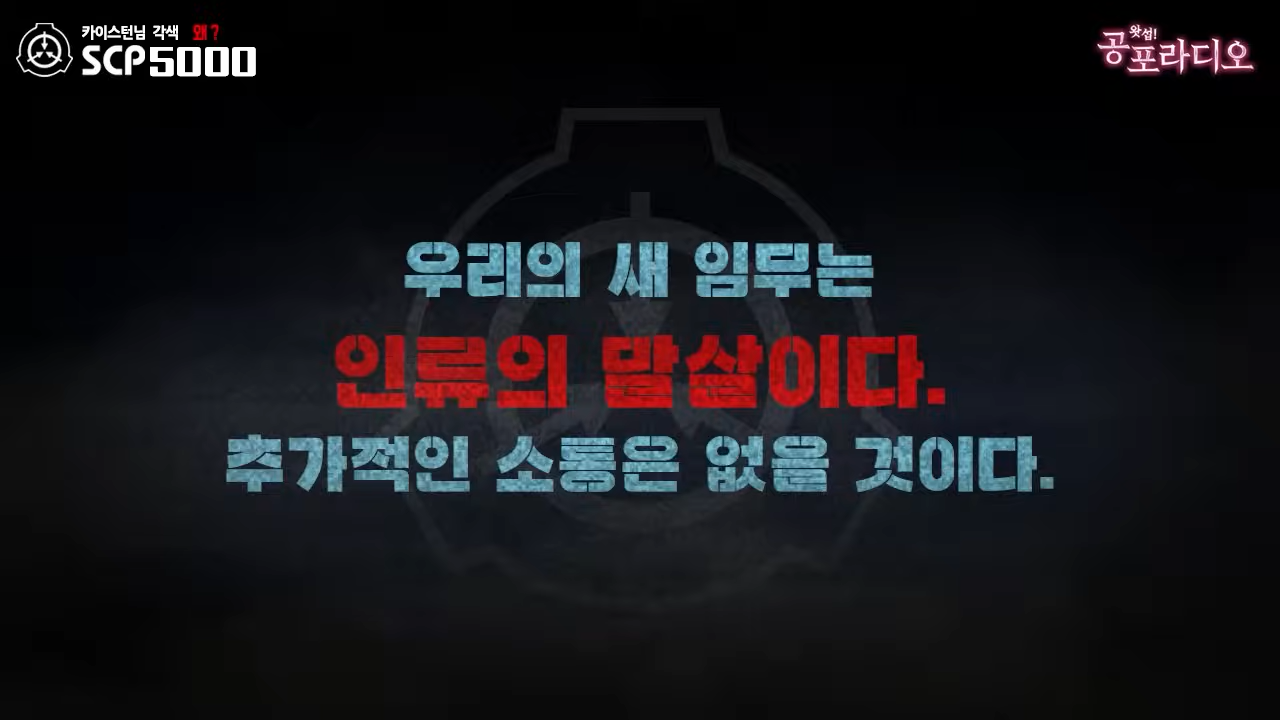 카이스턴님 각색 왜?
SCP5000
왓섭!
공포라디오
우리의 새 임무는
인류의 말살이다.
추가적인 소통은 없을 것이다.